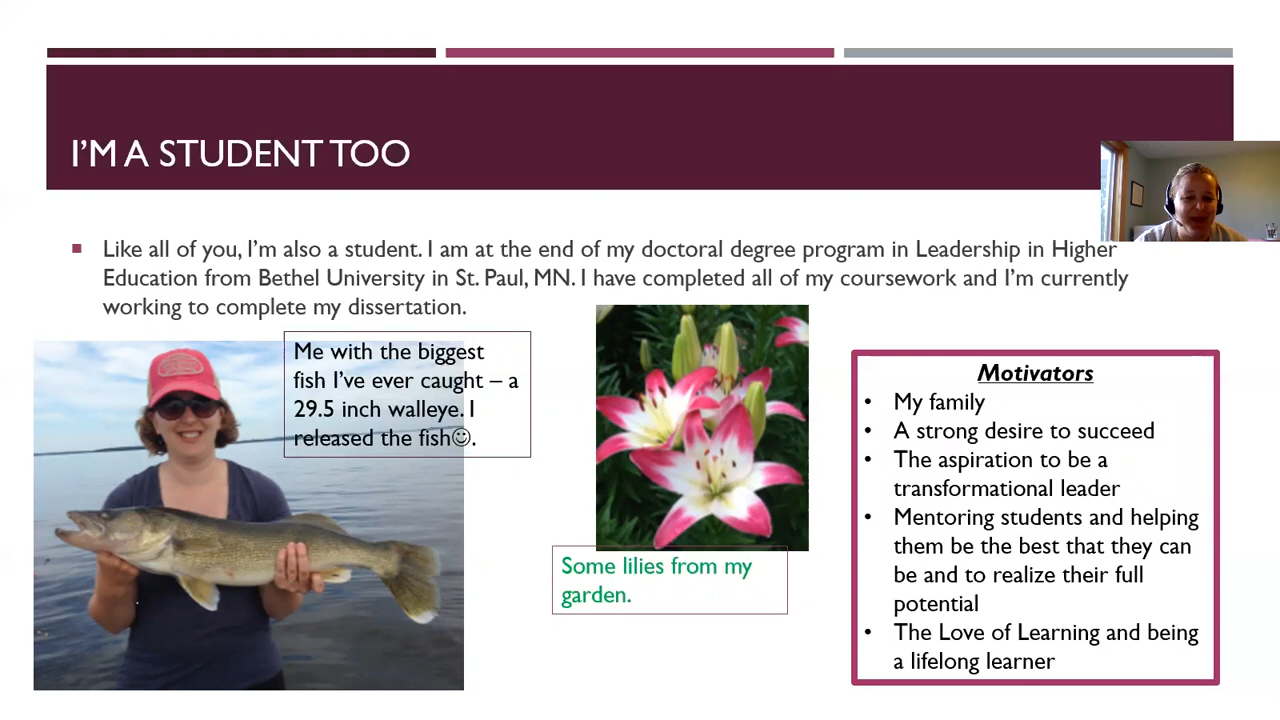 I'M A STUDENT TOO
Like all of you, I'm also a student. I am at the end of my doctoral degree program in Leadership in Higher
Education from Bethel University in St. Paul, MN. I have completed all of my coursework and I'm currently
working to complete my dissertation.
Me with the biggest
fish I've ever caught – a
29.5 inch walleye. I
released the fish☺.
Some lilies from my
garden.
Motivators
• My family
• A strong desire to succeed
• The aspiration to be a
transformational leader
• Mentoring students and helping
them be the best that they can
be and to realize their full
potential
• The Love of Learning and being
a lifelong learner